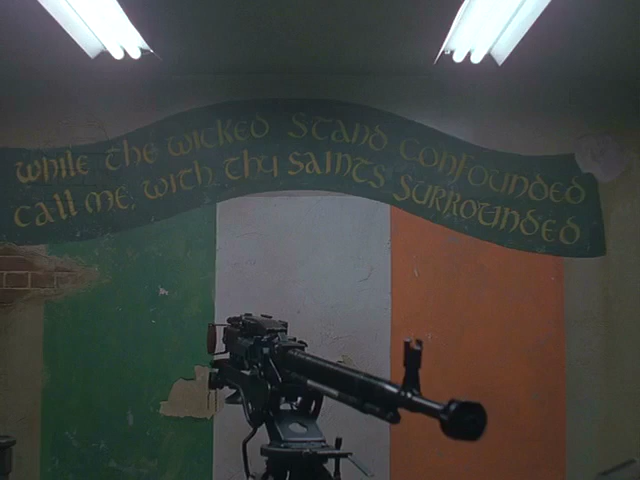 while the wicked stand confounded
call me, with thy saints surrounded